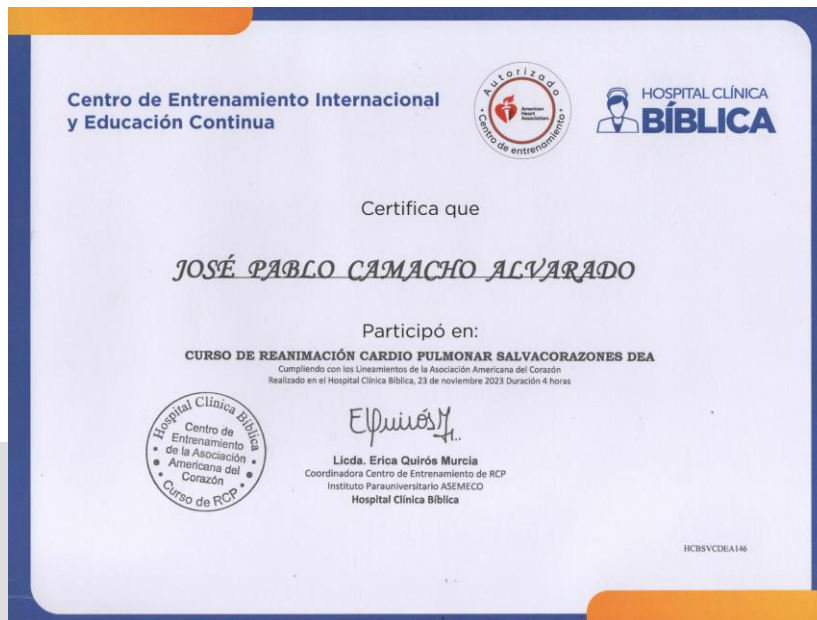 Centro de Entrenamiento Internacional
y Educación Continua
Autorizado
American
Heart
Association.
Centro de entrenamiento
HOSPITAL CLÍNICA
BÍBLICA
Certifica que
JOSÉ PABLO CAMACHO ALVARADO
Participó en:
CURSO DE REANIMACIÓN CARDIO PULMONAR SALVACORAZONES DEA
Cumpliendo con los Lineamientos de la Asociación Americana del Corazón
Realizado en el Hospital Clínica Bíblica, 23 de noviembre 2023 Duración 4 horas
Hospital Clínica Bíblica
Centro de
Entrenamiento
de la Asociación
Americana del
Corazón
Curso de RCP
EQuirósM.
Licda. Erica Quirós Murcia
Coordinadora Centro de Entrenamiento de RCP
Instituto Parauniversitario ASEMECO
Hospital Clínica Bíblica
HCBSVCDEA146